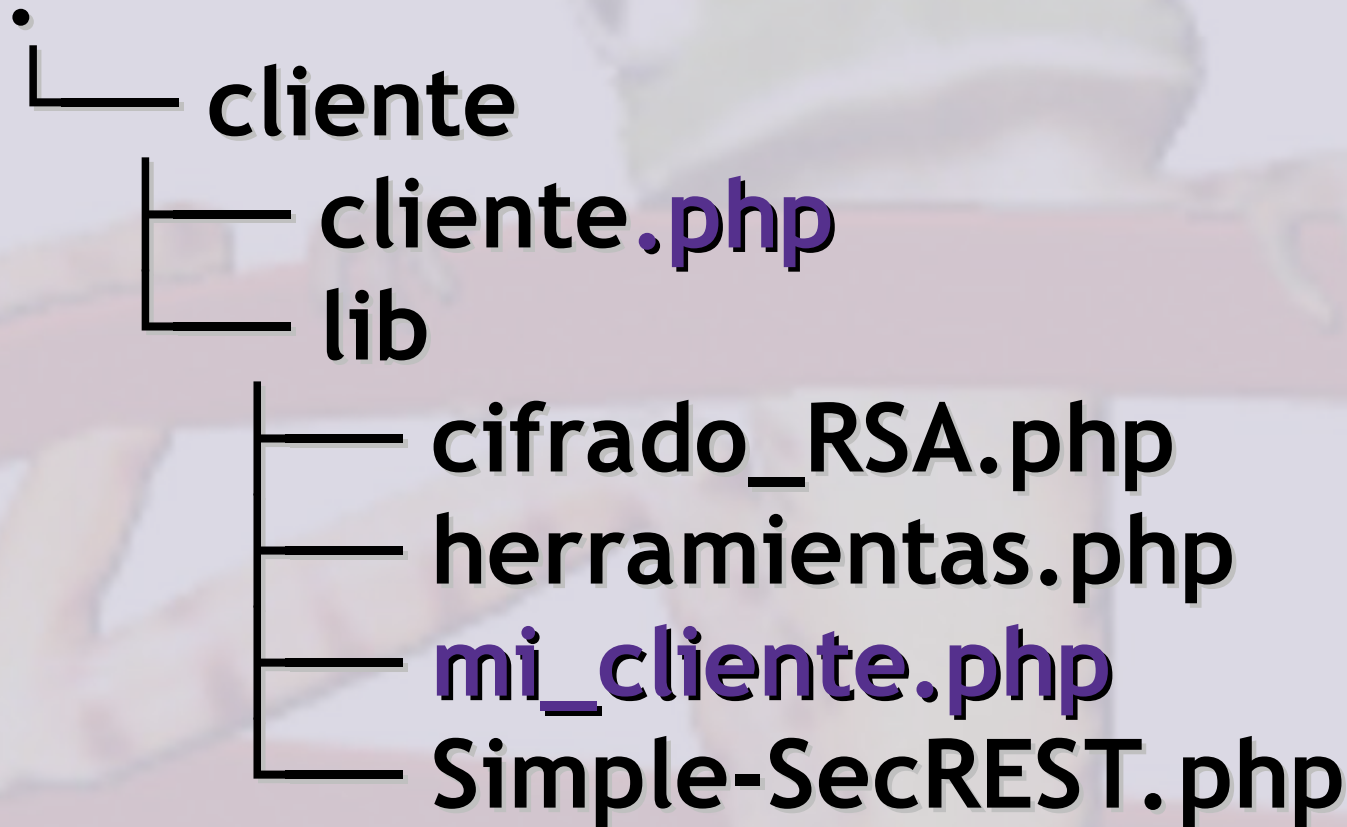 .
cliente
cliente.php
lib
cifrado_RSA.php
herramientas.php
mi_cliente.php
Simple-SecREST.php